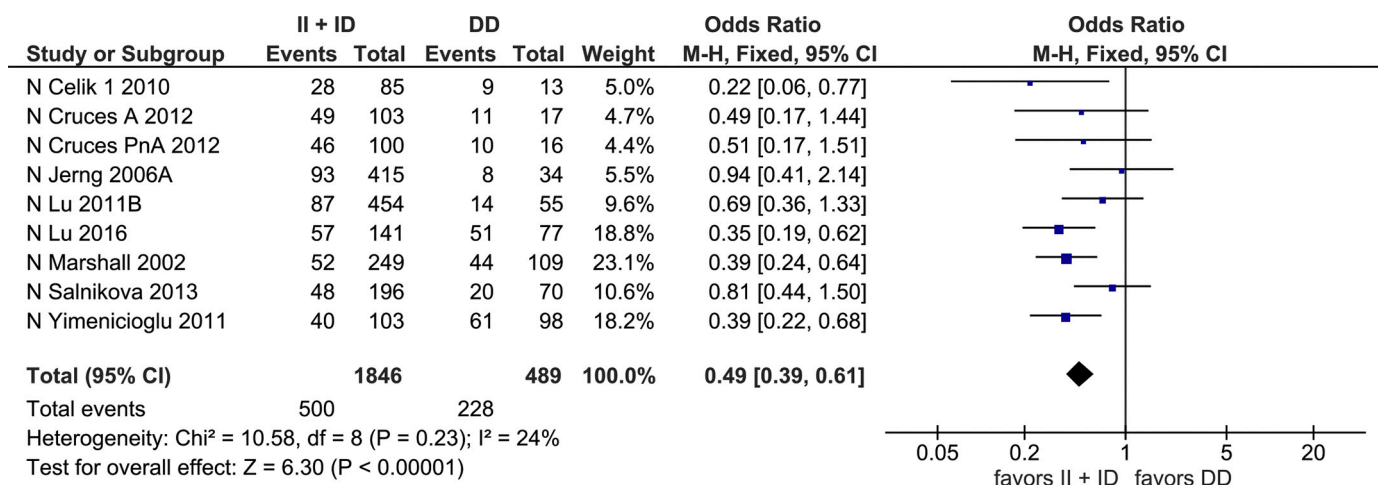 II + ID DD Odds Ratio Odds Ratio
Study or Subgroup Events Total Events Total Weight M-H, Fixed, 95% CI M-H, Fixed, 95% CI
N Celik 1 2010 28 85 9 13 5.0% 0.22 [0.06, 0.77]
N Cruces A 2012 49 103 11 17 4.7% 0.49 [0.17, 1.44]
N Cruces PnA 2012 46 100 10 16 4.4% 0.51 [0.17, 1.51]
N Jerng 2006A 93 415 8 34 5.5% 0.94 [0.41, 2.14]
N Lu 2011B 87 454 14 55 9.6% 0.69 [0.36, 1.33]
N Lu 2016 57 141 51 77 18.8% 0.35 [0.19, 0.62]
N Marshall 2002 52 249 44 109 23.1% 0.39 [0.24, 0.64]
N Salnikova 2013 48 196 20 70 10.6% 0.81 [0.44, 1.50]
N Yimenicioglu 2011 40 103 61 98 18.2% 0.39 [0.22, 0.68]
Total (95% CI) 1846 489 100.0% 0.49 [0.39, 0.61]
Total events 500 228
Heterogeneity: Chi² = 10.58, df = 8 (P = 0.23); I² = 24%
Test for overall effect: Z = 6.30 (P < 0.00001)
0.05 0.2 1 5 20
favors II + ID favors DD